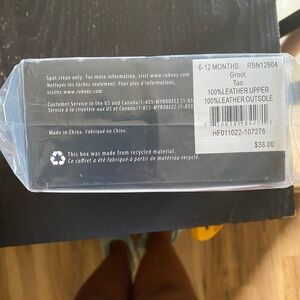 Spot clean only. For more information, visit www.robeez.com
Nettoyer les taches seulement. Pour plus d'informations,
visitez www.robeez.com
Customer Service in the US and Canada/1-855-MYROBEEZ (1-855-
Service à la clientèle aux US et Canada/1-855-MYROBEEZ (1-85
Made in China. Fabriqué en Chine.
This box was made from recycled material.
Ce coffret a été fabriqué à partir de matériau recyclé.
6-12 MONTHS RBN12604
Groot
Tan
100%LEATHER UPPER
100%LEATHER OUTSOLE
HF011022-107276
$38.00